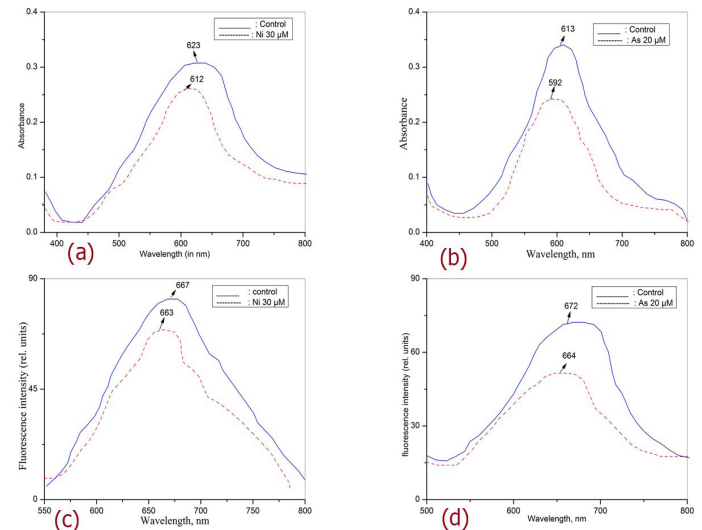 0.4
0.3
0.2
0.1
0.0
Absorbance
: Control
: Ni 30 µM
623
612
400
500
600
700
800
Wavelength (in nm)
(a)
0.4
0.3
0.2
0.1
0.0
Absorbance
: Control
: As 20 µM
613
592
400
500
600
700
800
Wavelength, nm
(b)
90
45
0
Fluorescence intensity (rel. units)
: control
: Ni 30 µM
667
663
550
600
650
700
750
800
Wavelength, nm
(c)
90
60
30
0
fluorescence intensity (rel. units)
: Control
: As 20 µM
672
664
500
600
700
800
Wavelength, nm
(d)